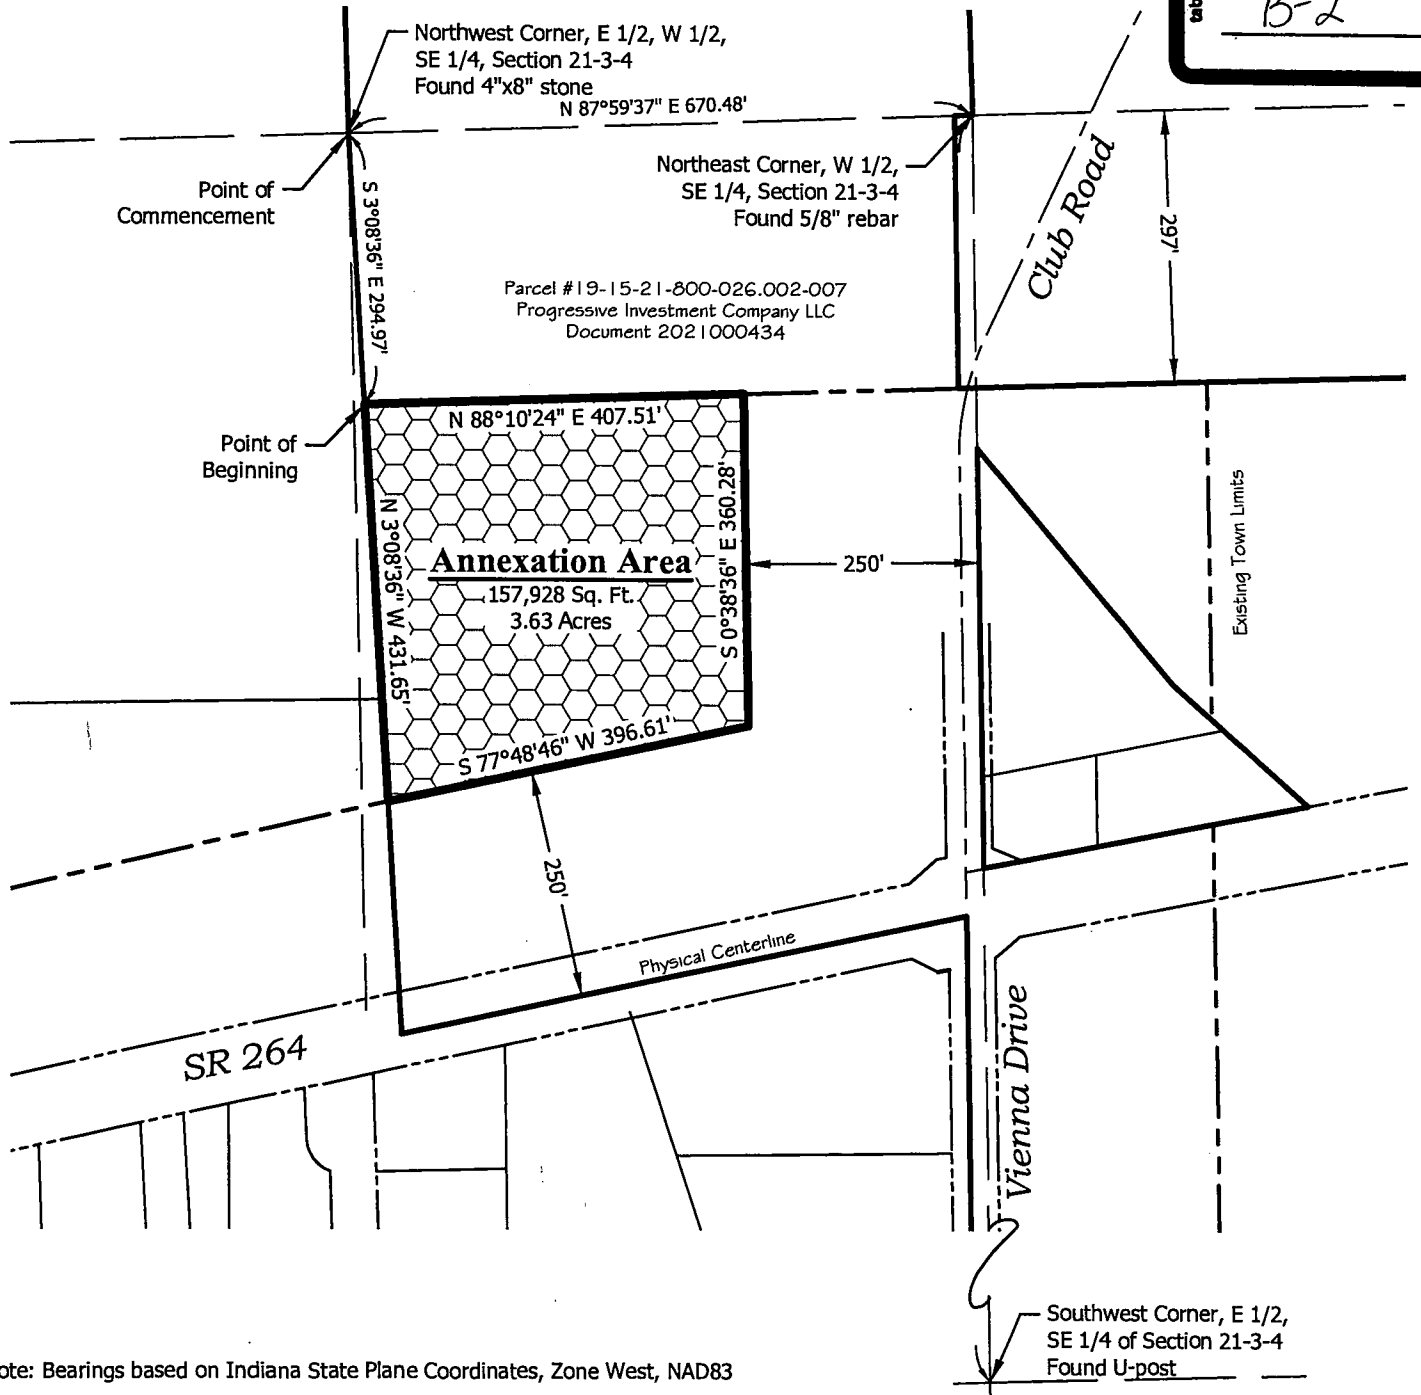 tab
B-2
Northwest Corner, E 1/2, W 1/2,
SE 1/4, Section 21-3-4
Found 4"x8" stone
N 87°59'37" E 670.48'
Northeast Corner, W 1/2,
SE 1/4, Section 21-3-4
Found 5/8" rebar
Point of
Commencement
S 3°08'36" E 294.97'
Club Road
297'
Parcel #19-15-21-800-026.002-007
Progressive Investment Company LLC
Document 2021000434
N 88°10'24" E 407.51'
Point of
Beginning
N 3°08'36" W 431.65'
S 0°38'36" E 360.28'
Existing Town Limits
Annexation Area
157,928 Sq. Ft.
3.63 Acres
250'
S 77°48'46" W 396.61'
250'
Physical Centerline
SR 264
Vienna Drive
Southwest Corner, E 1/2,
SE 1/4 of Section 21-3-4
Found U-post
ote: Bearings based on Indiana State Plane Coordinates, Zone West, NAD83